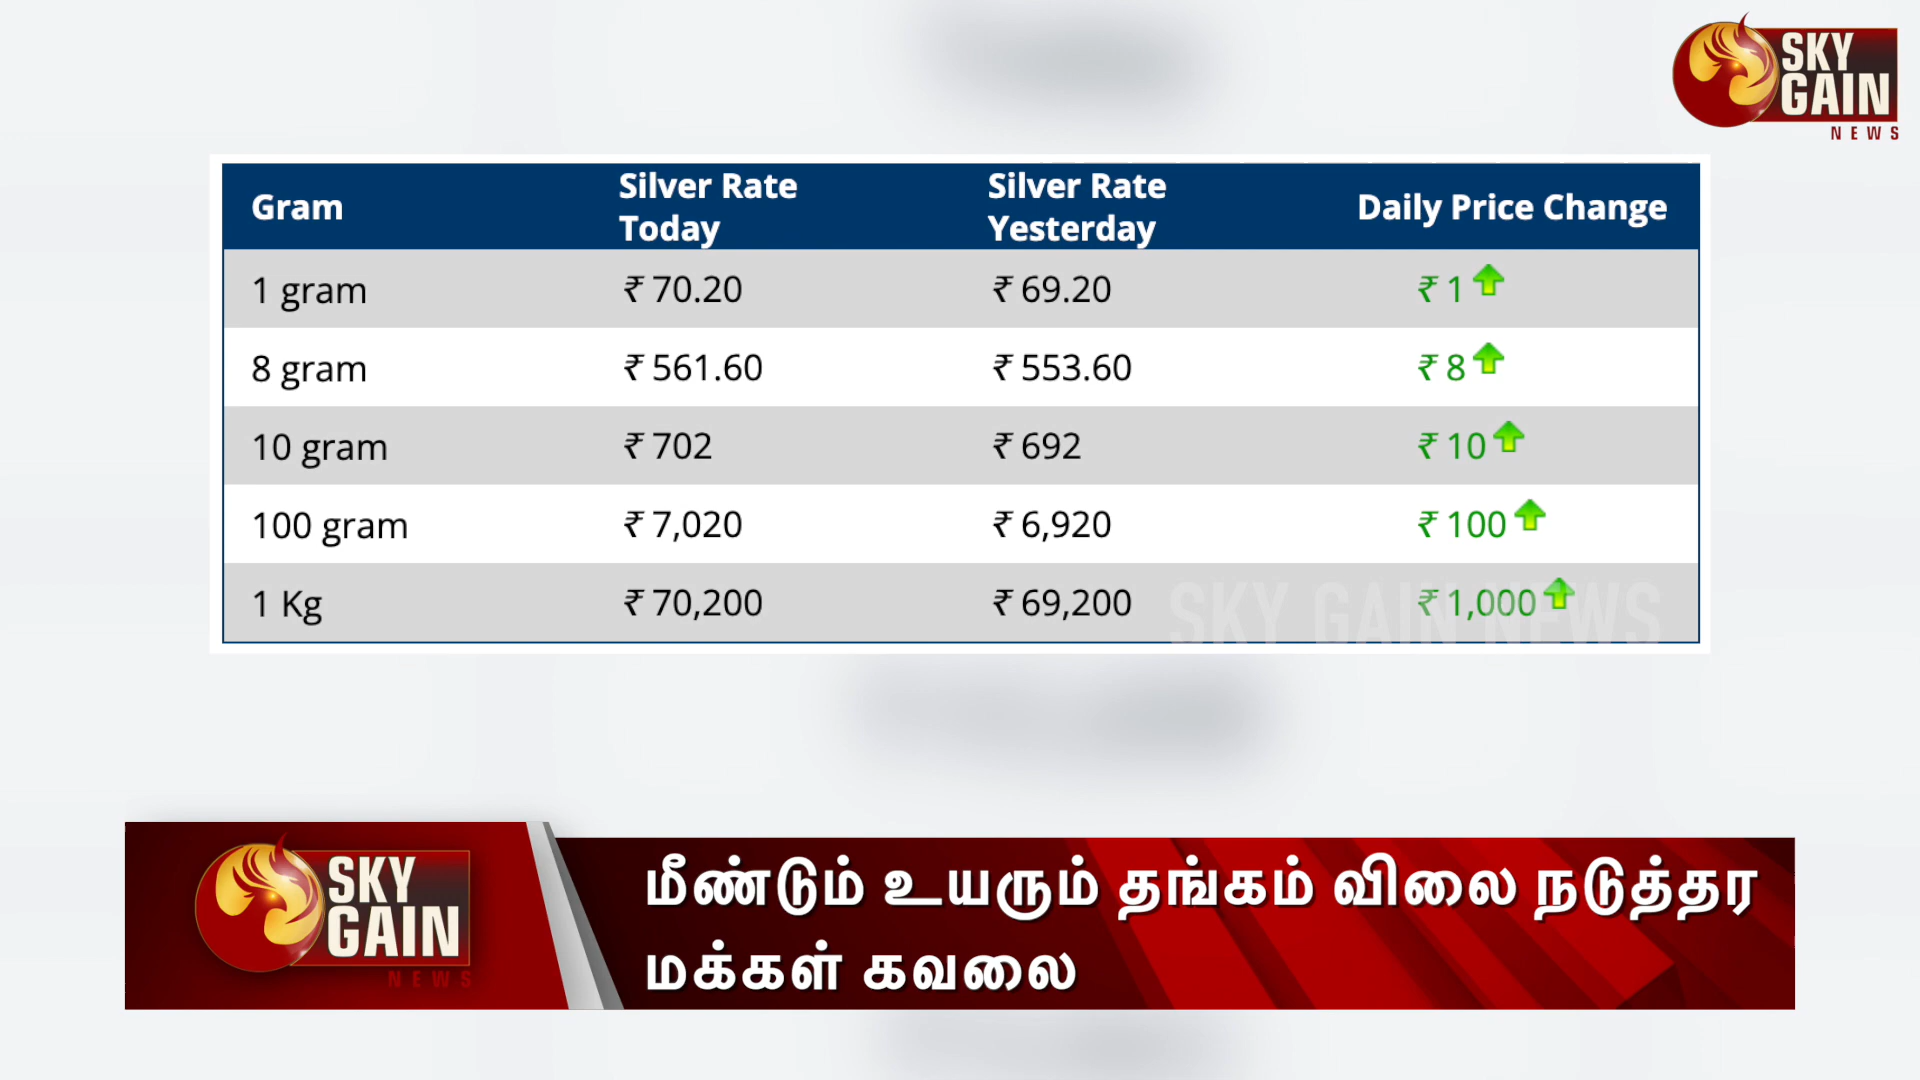 SKY
GAIN
NEWS
Gram Silver Rate Today Silver Rate Yesterday Daily Price Change
1 gram ₹ 70.20 ₹ 69.20 ₹ 1
8 gram ₹ 561.60 ₹ 553.60 ₹ 8
10 gram ₹ 702 ₹ 692 ₹ 10
100 gram ₹ 7,020 ₹ 6,920 ₹ 100
1 Kg ₹ 70,200 ₹ 69,200 ₹ 1,000
SKY GAIN NEWS
SKY
GAIN
NEWS
மீண்டும் உயரும் தங்கம் விலை நடுத்தர
மக்கள் கவலை